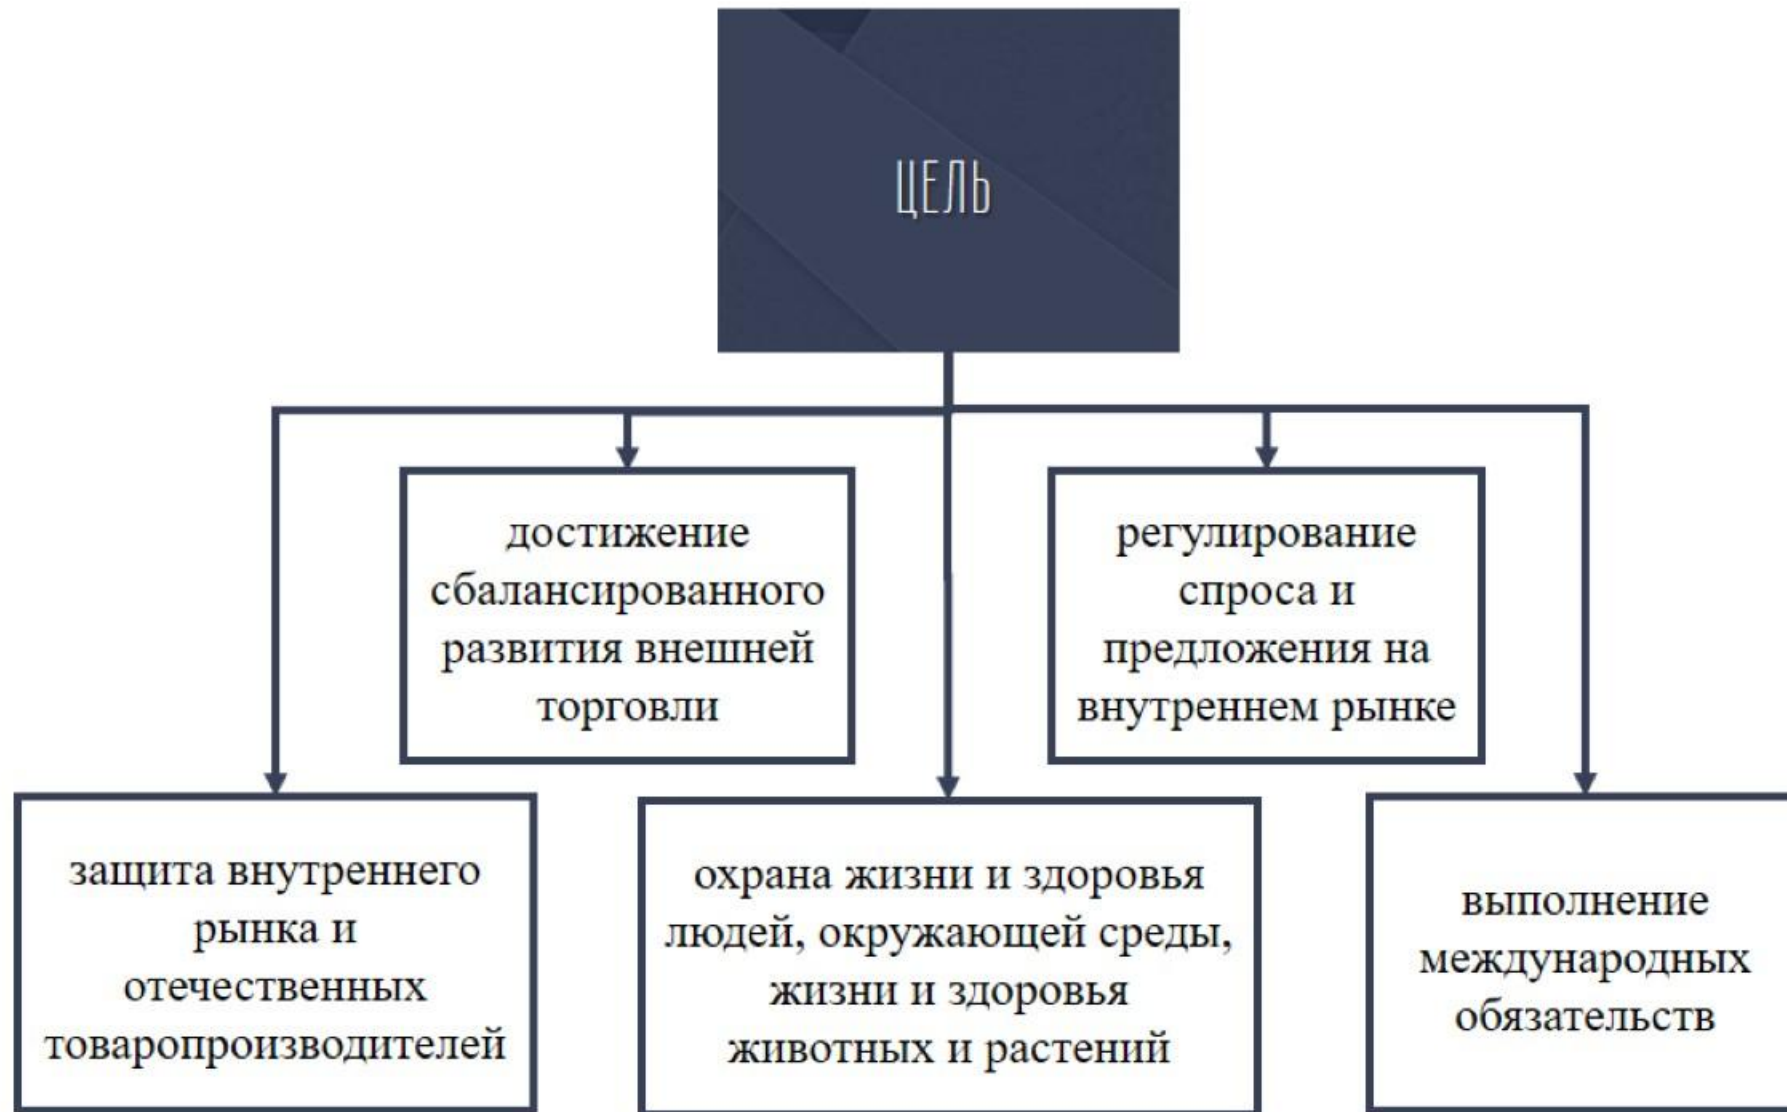 ЦЕЛЬ
достижение
сбалансированного
развития внешней
торговли
регулирование
спроса и
предложения на
внутреннем рынке
защита внутреннего
рынка и
отечественных
товаропроизводителей
охрана жизни и здоровья
людей, окружающей среды,
жизни и здоровья
животных и растений
выполнение
международных
обязательств